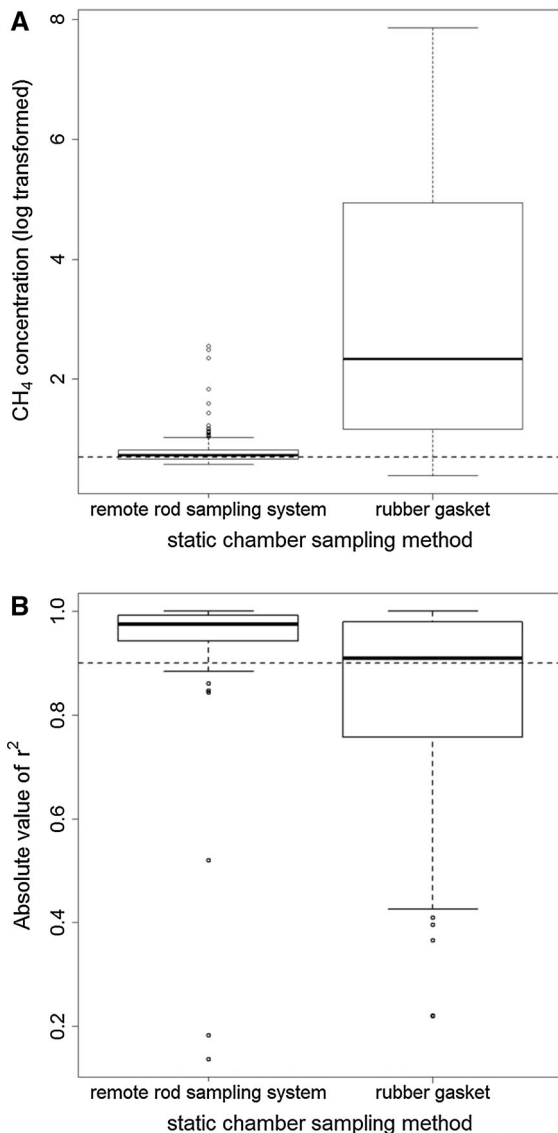 A
CH4 concentration (log transformed)
8
6
4
2
remote rod sampling system rubber gasket
static chamber sampling method
B
Absolute value of r2
1.0
0.8
0.6
0.4
0.2
remote rod sampling system rubber gasket
static chamber sampling method